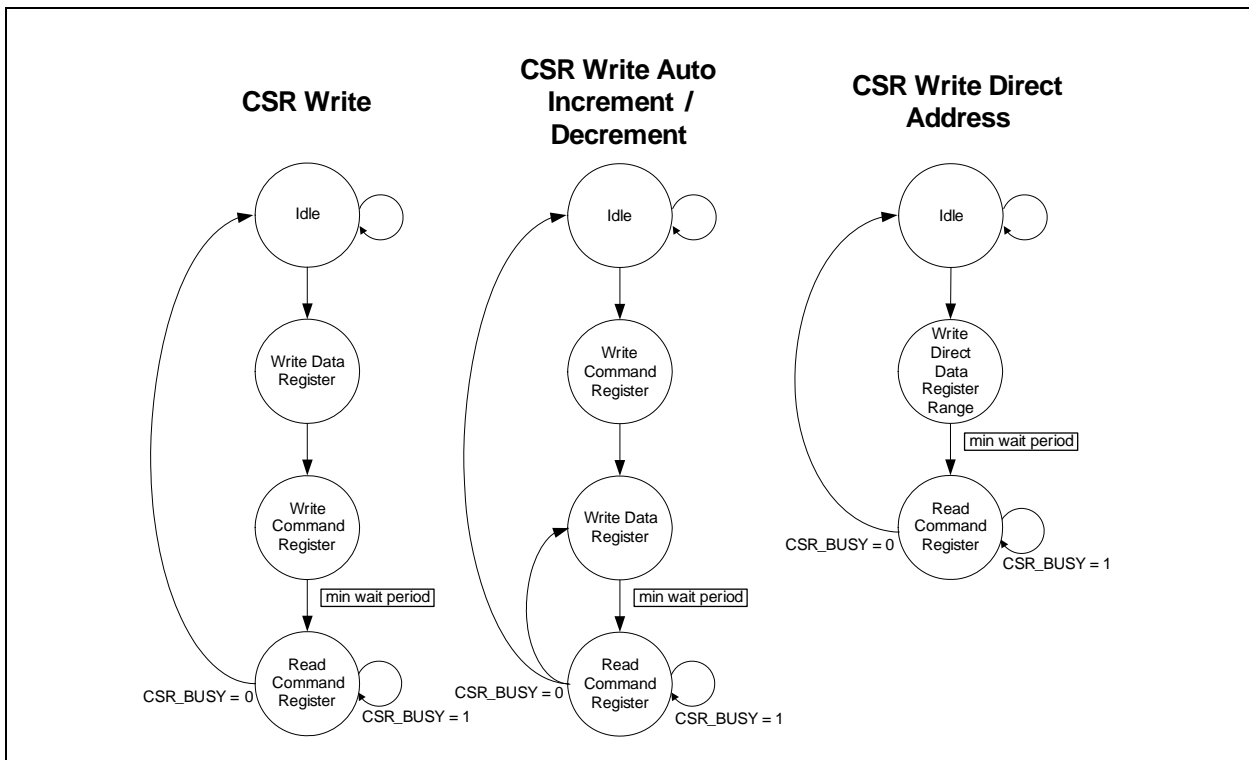 CSR Write
Idle
Write Data
Register
Write
Command
Register
min wait period
Read
Command
Register
CSR_BUSY = 0
CSR_BUSY = 1
CSR Write Auto
Increment /
Decrement
Idle
Write
Command
Register
Write Data
Register
min wait period
Read
Command
Register
CSR_BUSY = 0
CSR_BUSY = 1
CSR Write Direct
Address
Idle
Write
Direct
Data
Register
Range
min wait period
Read
Command
Register
CSR_BUSY = 0
CSR_BUSY = 1